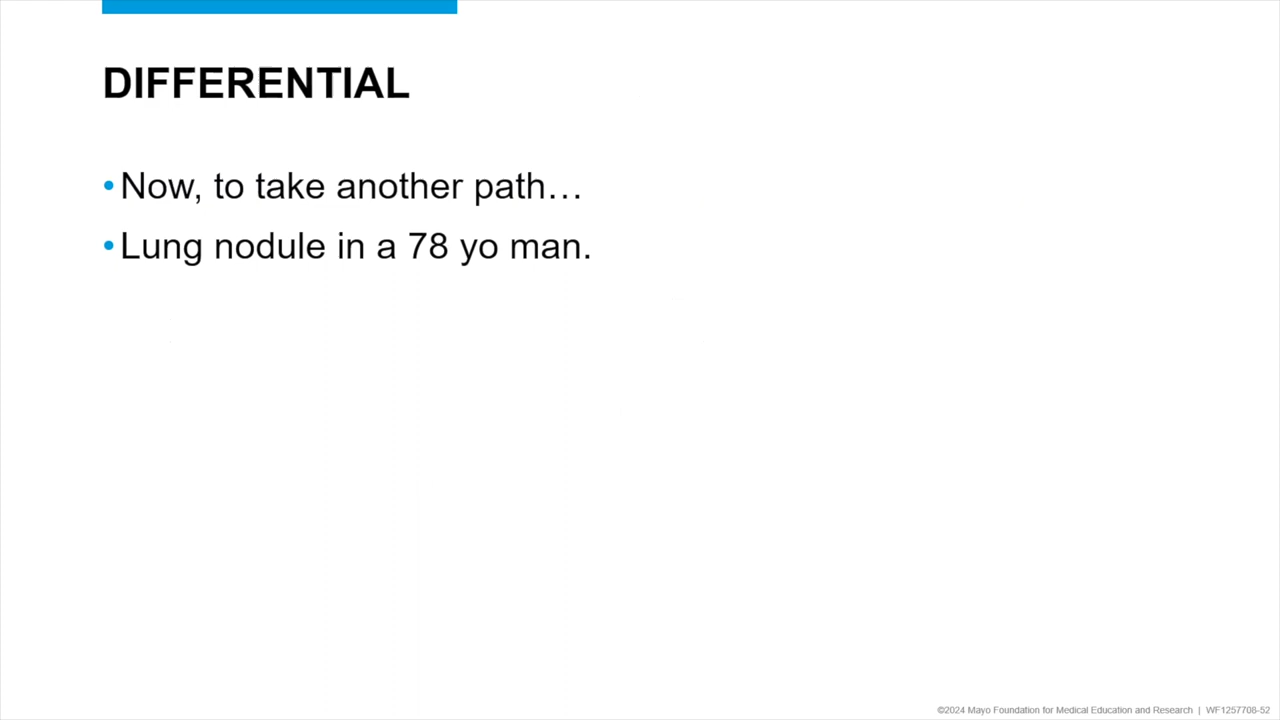 DIFFERENTIAL
•Now, to take another path…
•Lung nodule in a 78 yo man.
©2024 Mayo Foundation for Medical Education and Research | WF1257708-52